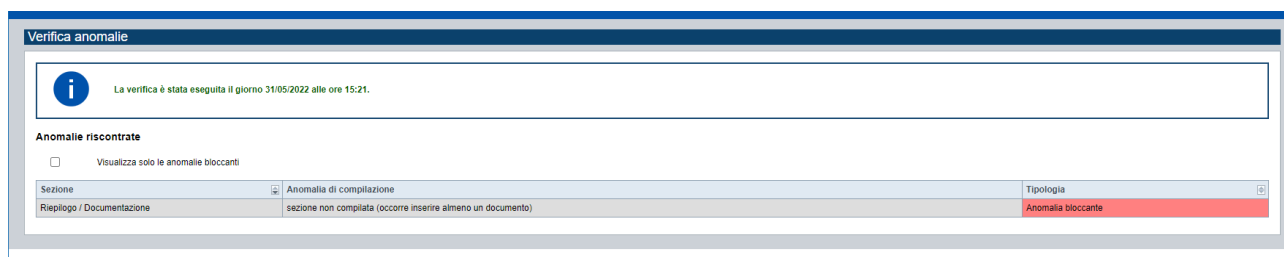 Verifica anomalie
i
La verifica è stata eseguita il giorno 31/05/2022 alle ore 15:21.
Anomalie riscontrate
Visualizza solo le anomalie bloccanti
Sezione Anomalia di compilazione Tipologia
Riepilogo / Documentazione sezione non compilata (occorre inserire almeno un documento) Anomalia bloccante